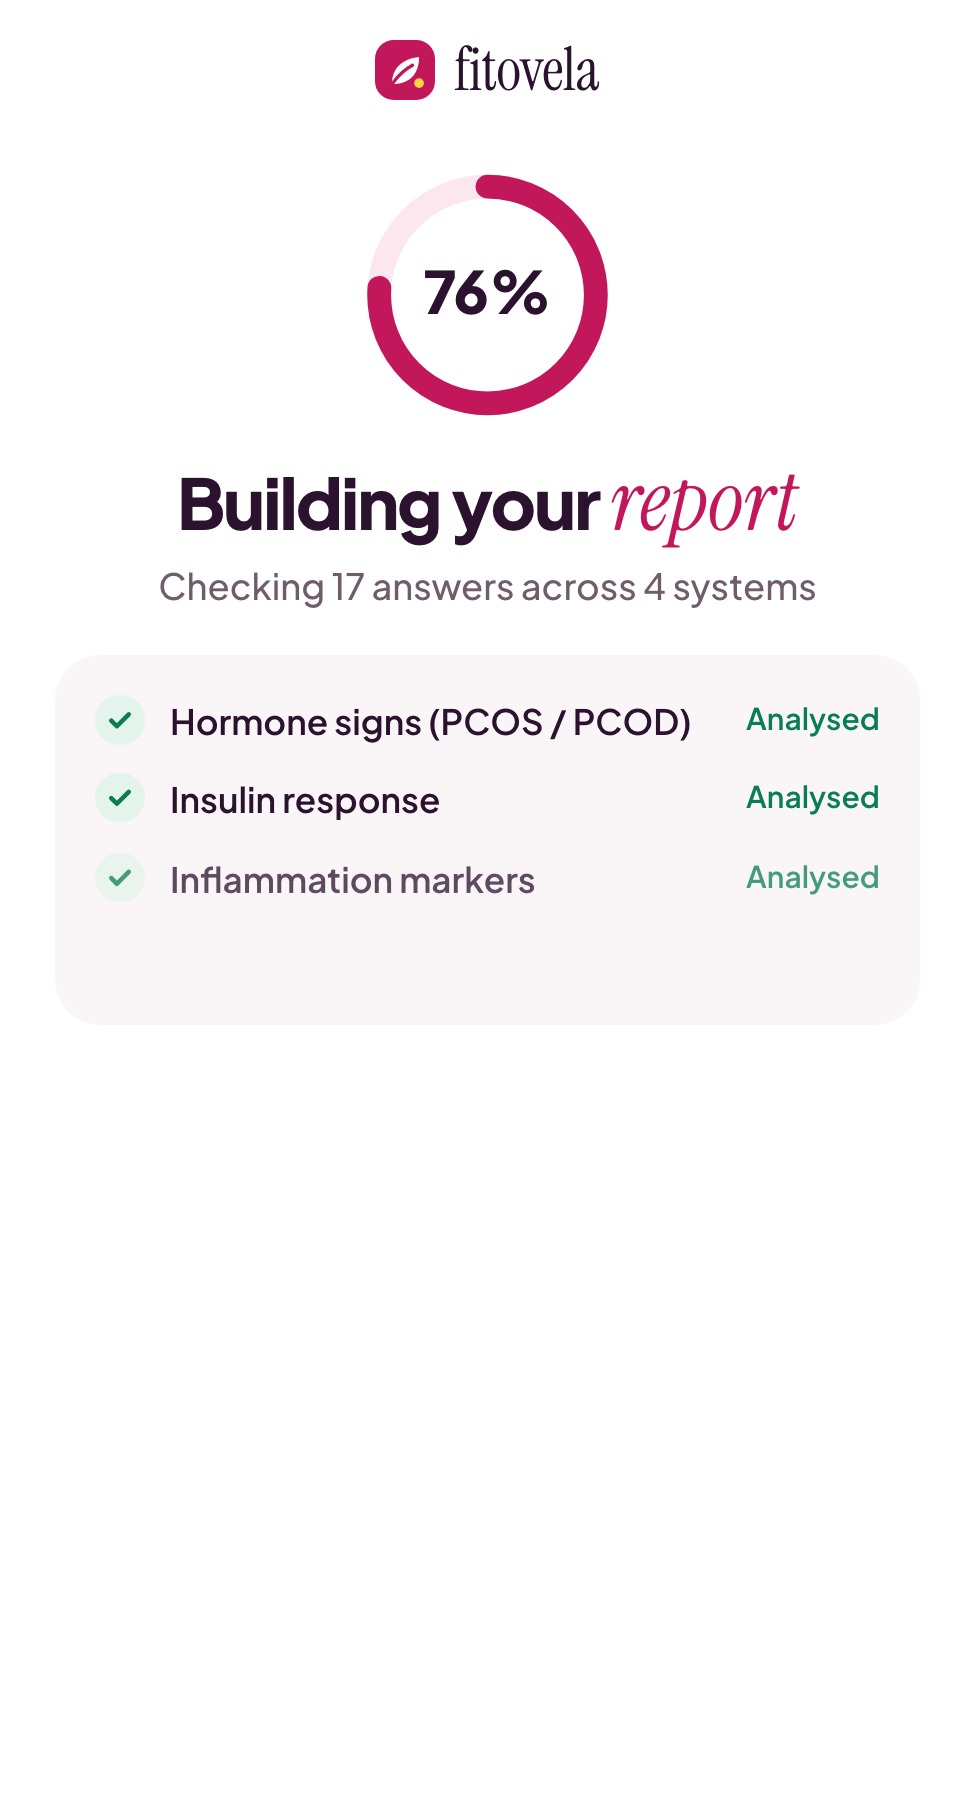 fitovela
76%
Building your report
Checking 17 answers across 4 systems
Hormone signs (PCOS / PCOD) Analysed
Insulin response Analysed
Inflammation markers Analysed